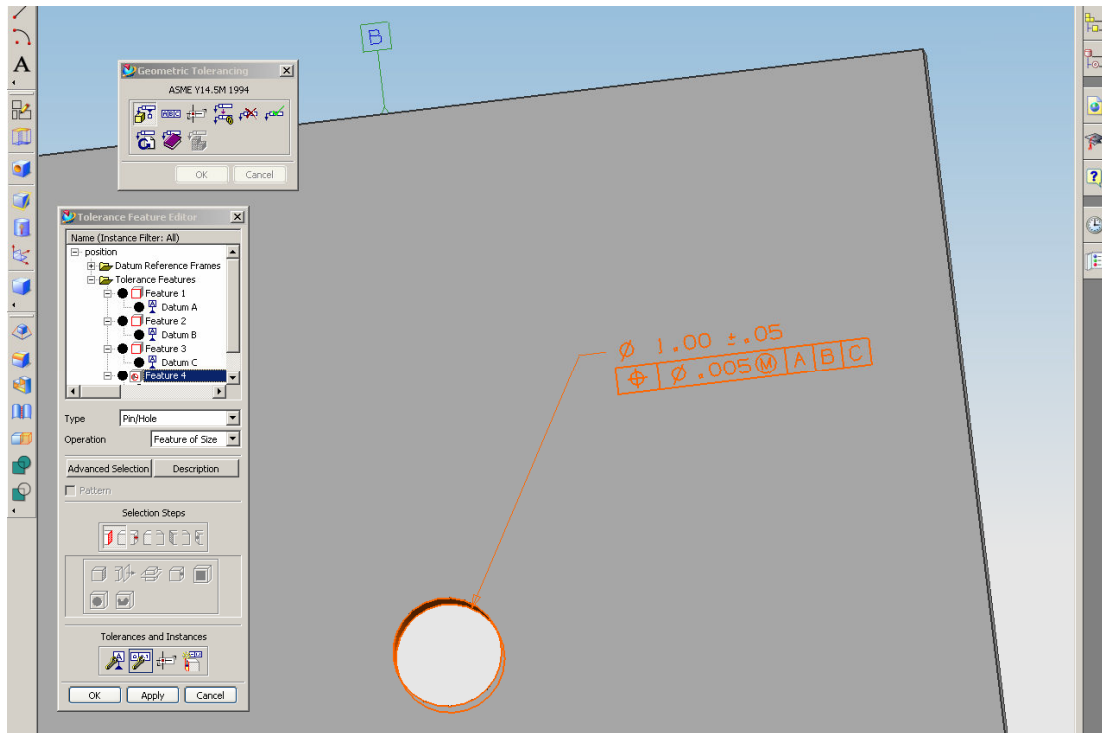 A
B
Geometric Tolerancing
ASME Y14.5M 1994
ABC
OK Cancel
Tolerance Feature Editor
Name (Instance Filter: All)
position
Datum Reference Frames
Tolerance Features
Feature 1
Datum A
Feature 2
Datum B
Feature 3
Datum C
Feature 4
Type Pin/Hole
Operation Feature of Size
Advanced Selection Description
Pattern
Selection Steps
Tolerances and Instances
OK Apply Cancel
Ø 1.00 ±.05
⌖ Ø .005Ⓜ A B C